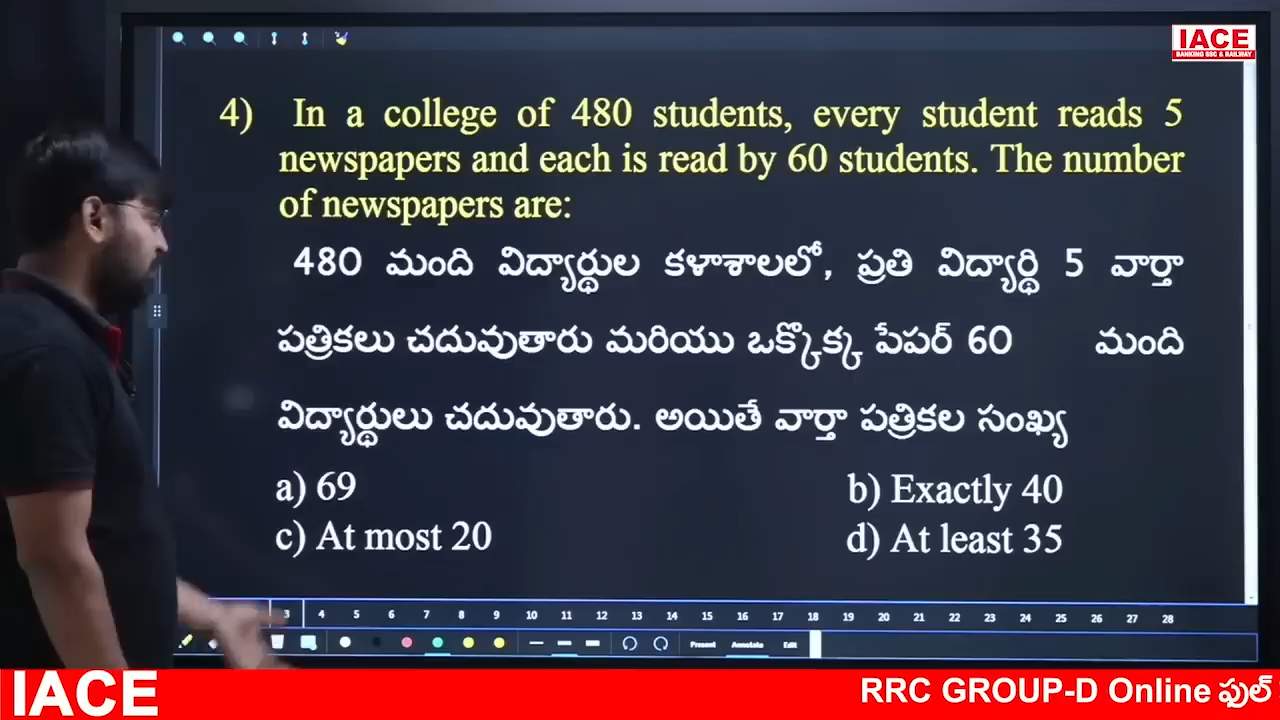 IACE
BANKING SSC & RAILWAY
4) In a college of 480 students, every student reads 5
newspapers and each is read by 60 students. The number
of newspapers are:
480 మంది విద్యార్థుల కళాశాలలో, ప్రతి విద్యార్థి 5 వార్తా
పత్రికలు చదువుతారు మరియు ఒక్కొక్క పేపర్ 60 మంది
విద్యార్థులు చదువుతారు. అయితే వార్తా పత్రికల సంఖ్య
a) 69 b) Exactly 40
c) At most 20 d) At least 35
3 4 5 6 7 8 9 10 11 12 13 14 15 16 17 18 19 20 21 22 23 24 25 26 27 28
Present Annotate Edit
IACE RRC GROUP-D Online ఫుల్